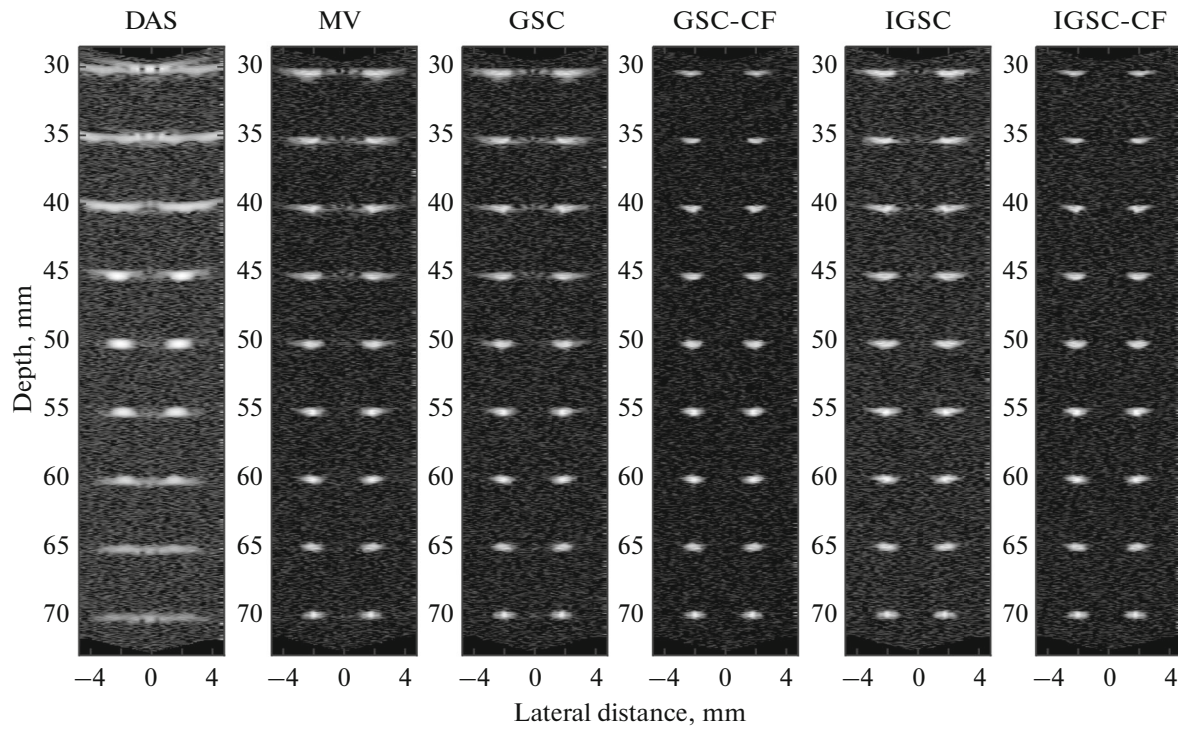 DAS MV GSC GSC-CF IGSC IGSC-CF
30 30 30 30 30 30
35 35 35 35 35 35
40 40 40 40 40 40
45 45 45 45 45 45
50 50 50 50 50 50
55 55 55 55 55 55
60 60 60 60 60 60
65 65 65 65 65 65
70 70 70 70 70 70
Depth, mm
−4 0 4 −4 0 4 −4 0 4 −4 0 4 −4 0 4 −4 0 4
Lateral distance, mm